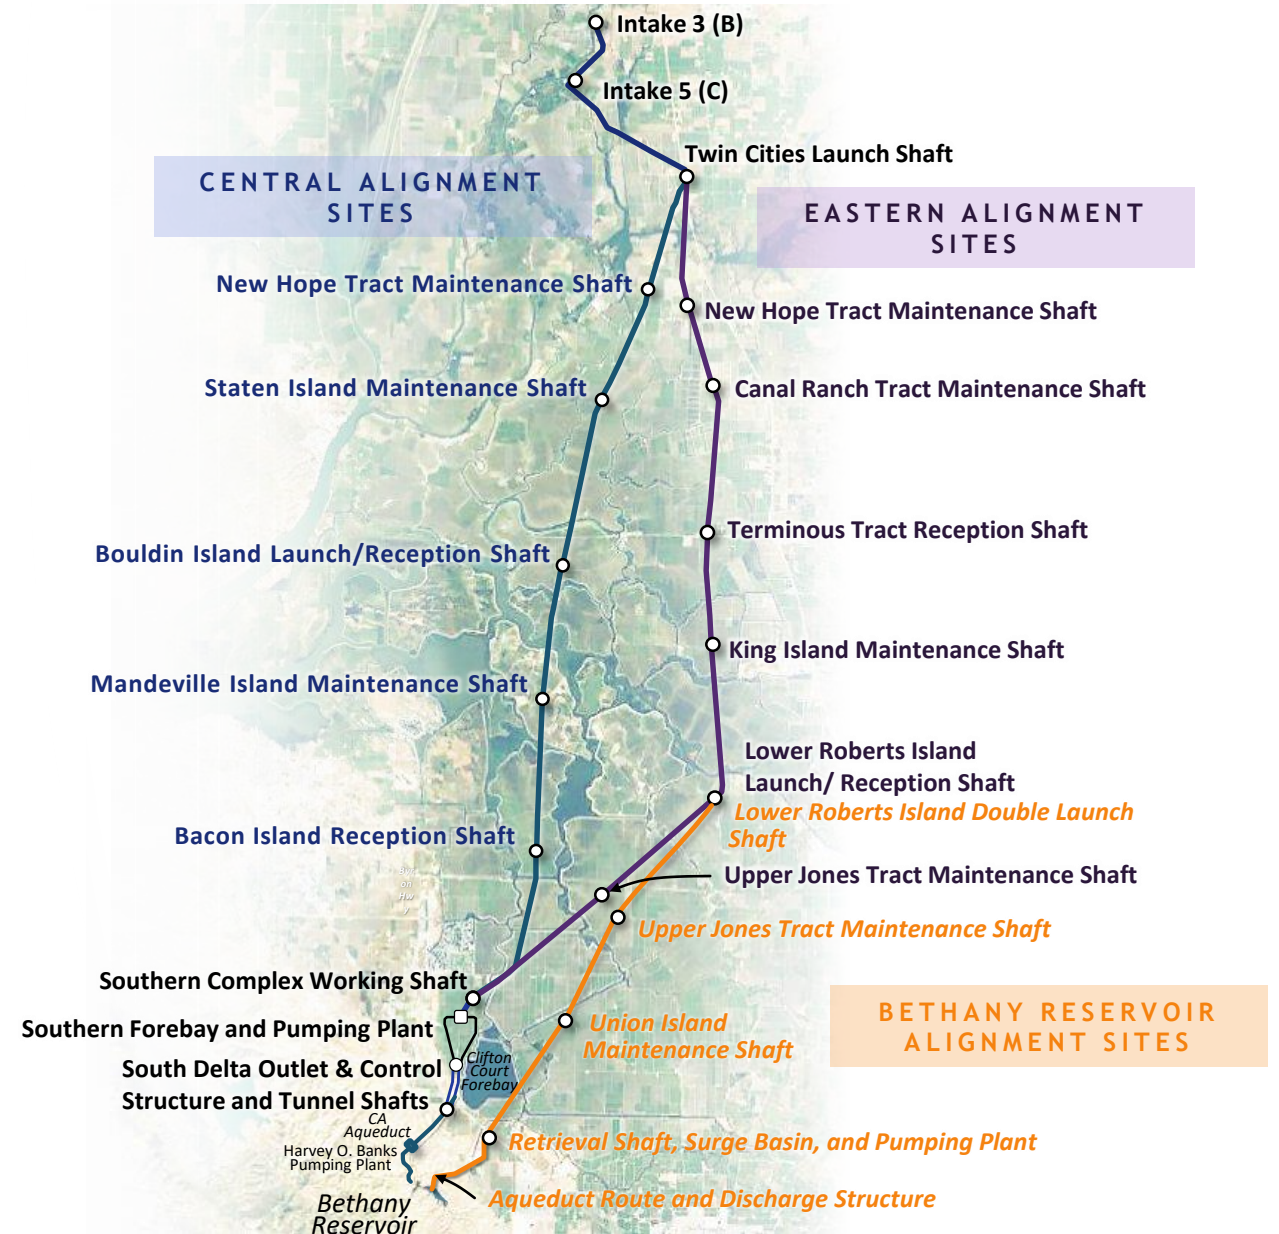 Intake 3 (B)
Intake 5 (C)
Twin Cities Launch Shaft
CENTRAL ALIGNMENT
SITES
EASTERN ALIGNMENT
SITES
New Hope Tract Maintenance Shaft
New Hope Tract Maintenance Shaft
Staten Island Maintenance Shaft
Canal Ranch Tract Maintenance Shaft
Terminous Tract Reception Shaft
Bouldin Island Launch/Reception Shaft
King Island Maintenance Shaft
Mandeville Island Maintenance Shaft
Lower Roberts Island
Launch/ Reception Shaft
Lower Roberts Island Double Launch
Shaft
Bacon Island Reception Shaft
Upper Jones Tract Maintenance Shaft
Upper Jones Tract Maintenance Shaft
Southern Complex Working Shaft
Southern Forebay and Pumping Plant
BETHANY RESERVOIR
ALIGNMENT SITES
Union Island
Maintenance Shaft
South Delta Outlet & Control
Structure and Tunnel Shafts
Clifton
Court
Forebay
CA
Aqueduct
Harvey O. Banks
Pumping Plant
Retrieval Shaft, Surge Basin, and Pumping Plant
Aqueduct Route and Discharge Structure
Bethany
Reservoir